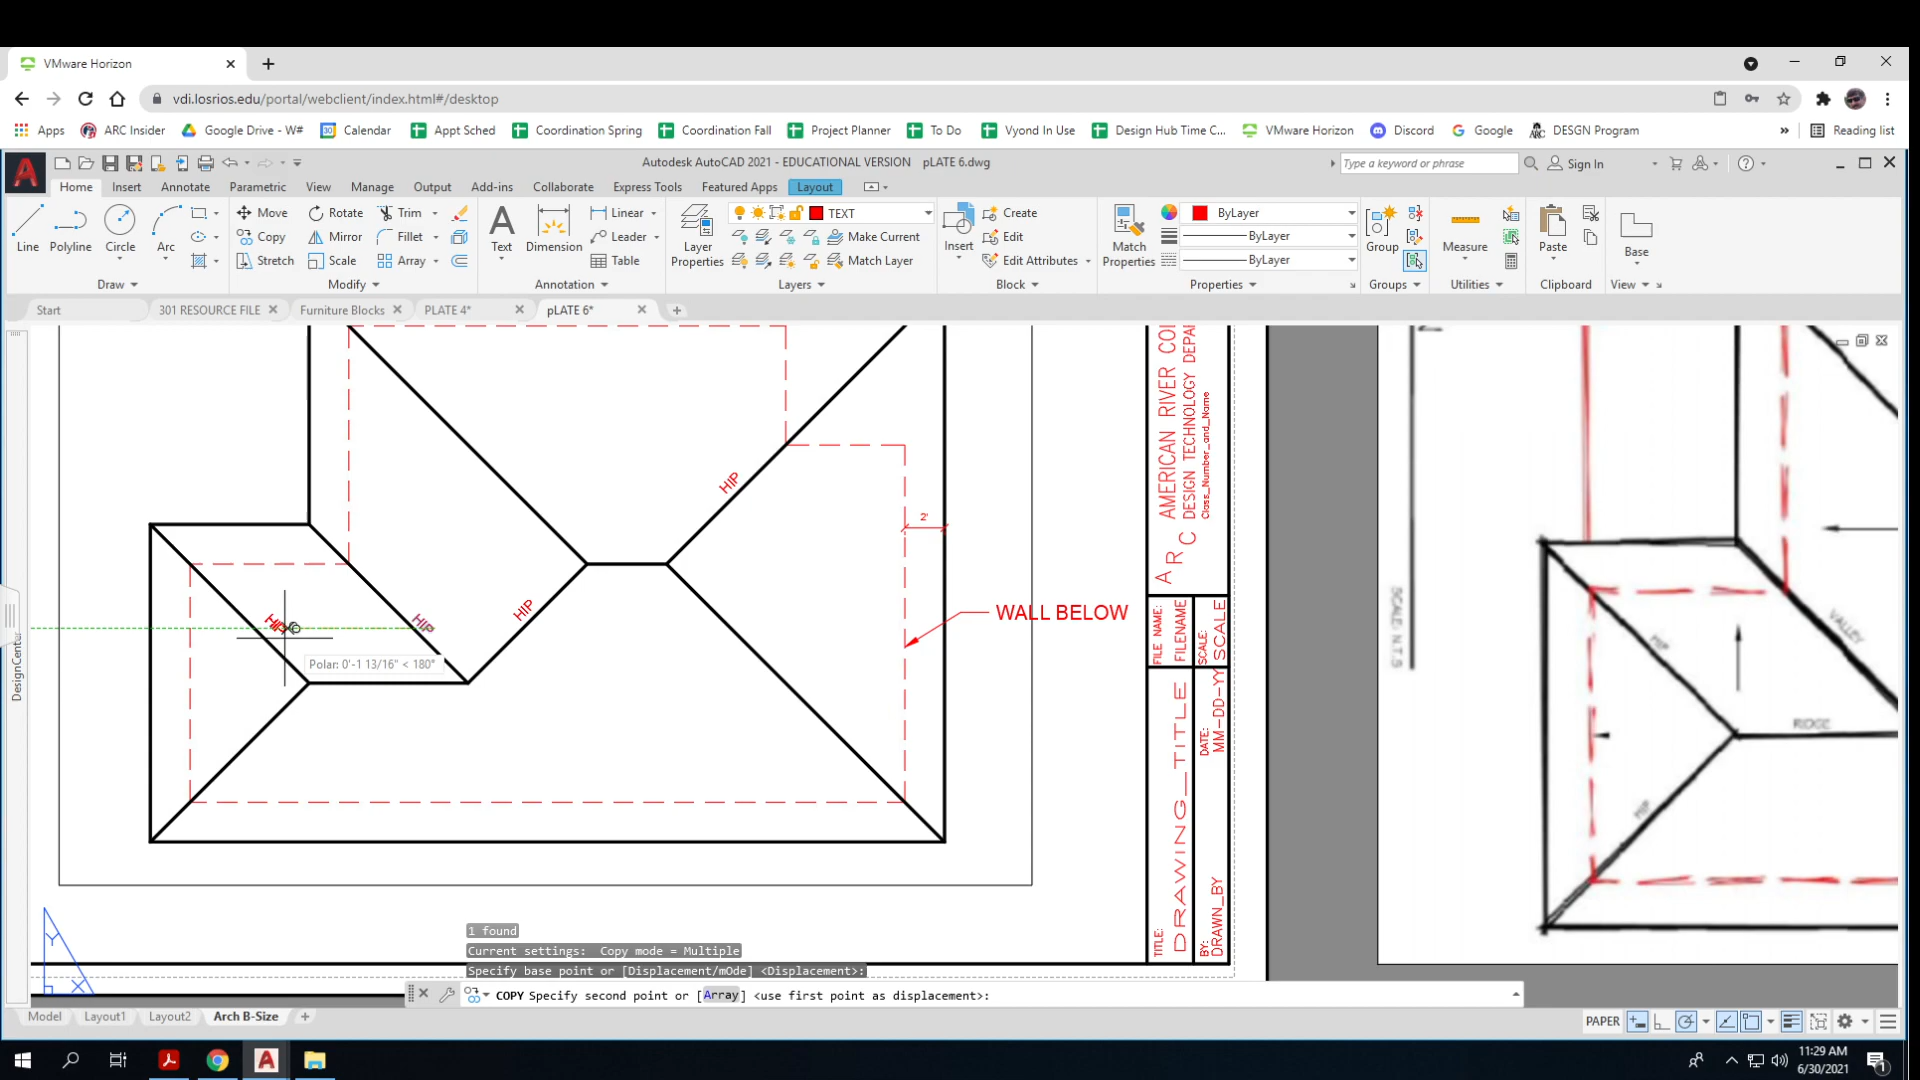 VMware Horizon
vdi.losrios.edu/portal/webclient/index.html#/desktop
Apps ARC Insider Google Drive - W# Calendar Appt Sched Coordination Spring Coordination Fall Project Planner To Do Vyond In Use Design Hub Time C... VMware Horizon Discord Google DESGN Program » Reading list
Autodesk AutoCAD 2021 - EDUCATIONAL VERSION pLATE 6.dwg Type a keyword or phrase Sign In
Home Insert Annotate Parametric View Manage Output Add-ins Collaborate Express Tools Featured Apps Layout
Move Rotate Trim Linear TEXT Create ByLayer
Copy Mirror Fillet Leader Make Current Edit ByLayer
Stretch Scale Array Table Match Layer Edit Attributes ByLayer
Line Polyline Circle Arc Text Dimension Layer Properties Insert Match Properties Group Measure Paste Base
Draw Modify Annotation Layers Block Properties Groups Utilities Clipboard View
Start 301 RESOURCE FILE Furniture Blocks PLATE 4* pLATE 6*
DesignCenter
HIP
2'
HIP
HIP
HIP
WALL BELOW
Polar: 0'-1 13/16" < 180°
AMERICAN RIVER COL
DESIGN TECHNOLOGY DEPAR
Class_Number_and_Name
ARC
FILE NAME:
FILENAME
SCALE:
SCALE
TITLE:
DRAWING_TITLE
DATE:
MM-DD-YY
BY:
DRAWN_BY
SCALE: N.T.S
VALLEY
HIP
RIDGE
HIP
Y
X
1 found
Current settings: Copy mode = Multiple
Specify base point or [Displacement/mOde] <Displacement>:
COPY Specify second point or [Array] <use first point as displacement>:
Model Layout1 Layout2 Arch B-Size
PAPER
11:29 AM
6/30/2021
1